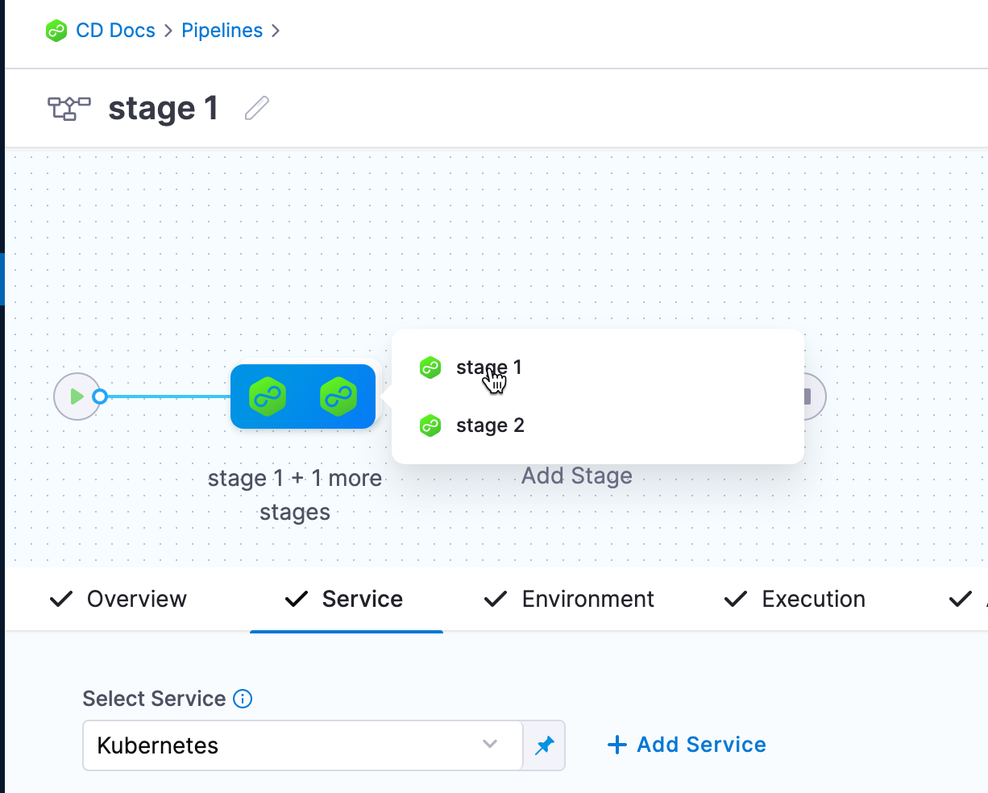 CD Docs > Pipelines >
stage 1
stage 1
stage 2
stage 1 + 1 more
stages
Add Stage
Overview
Service
Environment
Execution
Select Service
Kubernetes
+ Add Service